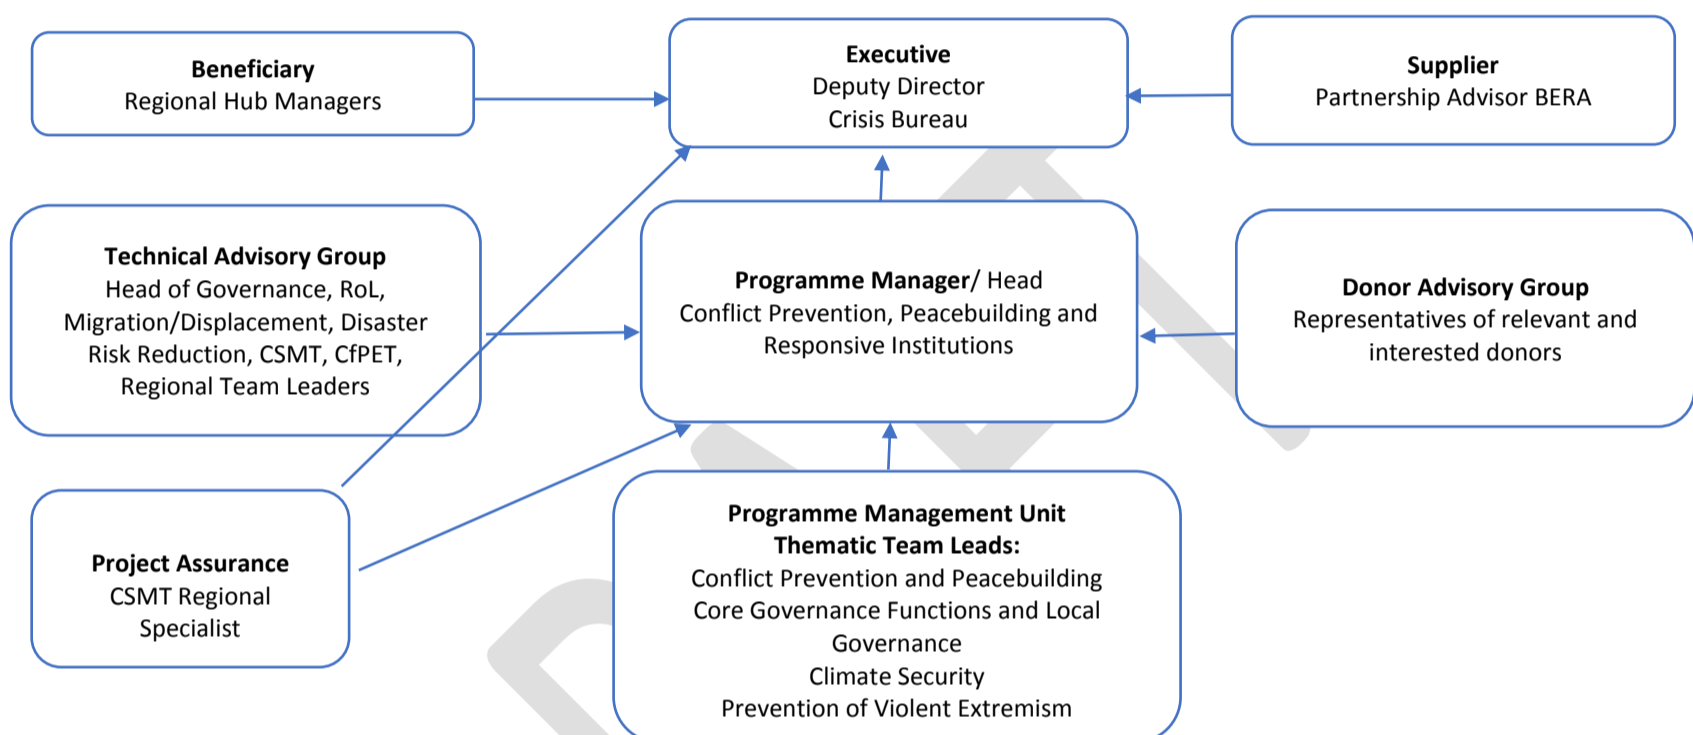 Beneficiary
Regional Hub Managers
Executive
Deputy Director
Crisis Bureau
Supplier
Partnership Advisor BERA
Technical Advisory Group
Head of Governance, RoL,
Migration/Displacement, Disaster
Risk Reduction, CSMT, CfPET,
Regional Team Leaders
Programme Manager/ Head
Conflict Prevention, Peacebuilding and
Responsive Institutions
Donor Advisory Group
Representatives of relevant and
interested donors
Project Assurance
CSMT Regional
Specialist
Programme Management Unit
Thematic Team Leads:
Conflict Prevention and Peacebuilding
Core Governance Functions and Local
Governance
Climate Security
Prevention of Violent Extremism